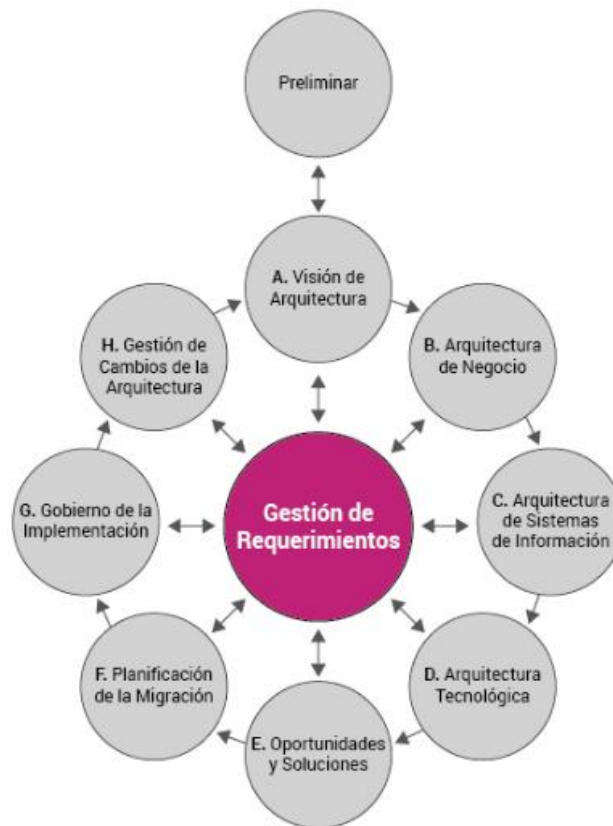 Preliminar
A. Visión de
Arquitectura
B. Arquitectura
de Negocio
C. Arquitectura
de Sistemas
de Información
D. Arquitectura
Tecnológica
E. Oportunidades
y Soluciones
F. Planificación
de la Migración
G. Gobierno de la
Implementación
H. Gestión de
Cambios de la
Arquitectura
Gestión de
Requerimientos